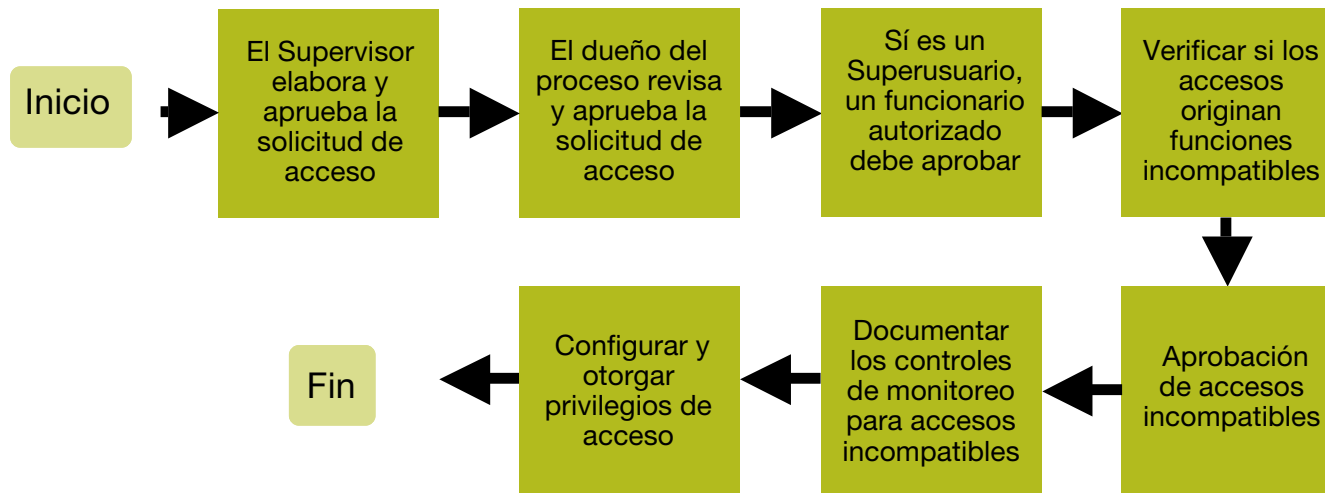 Inicio
El Supervisor
elabora y
aprueba la
solicitud de
acceso
El dueño del
proceso revisa
y aprueba la
solicitud de
acceso
Sí es un
Superusuario,
un funcionario
autorizado
debe aprobar
Verificar si los
accesos
originan
funciones
incompatibles
Aprobación
de accesos
incompatibles
Documentar
los controles
de monitoreo
para accesos
incompatibles
Configurar y
otorgar
privilegios de
acceso
Fin